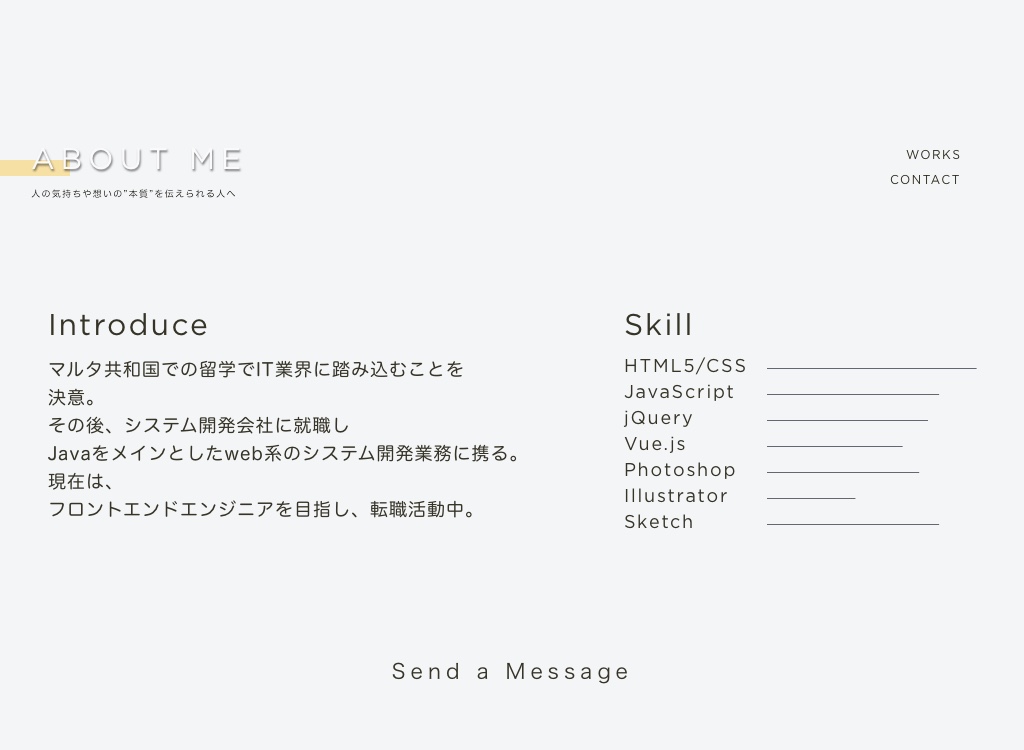 ABOUT ME
人の気持ちや想いの"本質"を伝えられる人へ
WORKS
CONTACT
Introduce
マルタ共和国での留学でIT業界に踏み込むことを
決意。
その後、システム開発会社に就職し
Javaをメインとしたweb系のシステム開発業務に携る。
現在は、
フロントエンドエンジニアを目指し、転職活動中。
Skill
HTML5/CSS
JavaScript
jQuery
Vue.js
Photoshop
Illustrator
Sketch
Send a Message